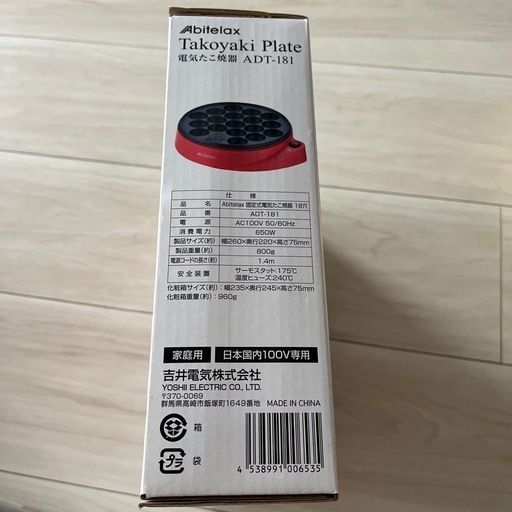 Abitelax
Takoyaki Plate
電気たこ焼器 ADT-181
Abitelax
仕様
品名 Abitelax 固定式電気たこ焼器 18穴
品番 ADT-181
電源 AC100V 50/60Hz
消費電力 650W
製品サイズ(約) 幅260×奥行220×高さ75mm
製品重量(約) 800g
電源コードの長さ(約) 1.4m
安全装置 サーモスタット:175℃
温度ヒューズ:240℃
化粧箱サイズ(約):幅235×奥行245×高さ75mm
化粧箱重量(約):960g
家庭用 日本国内100V専用
吉井電気株式会社
YOSHII ELECTRIC CO., LTD.
〒370-0069
群馬県高崎市飯塚町1649番地 MADE IN CHINA
箱
プラ 袋
4 538991 006535